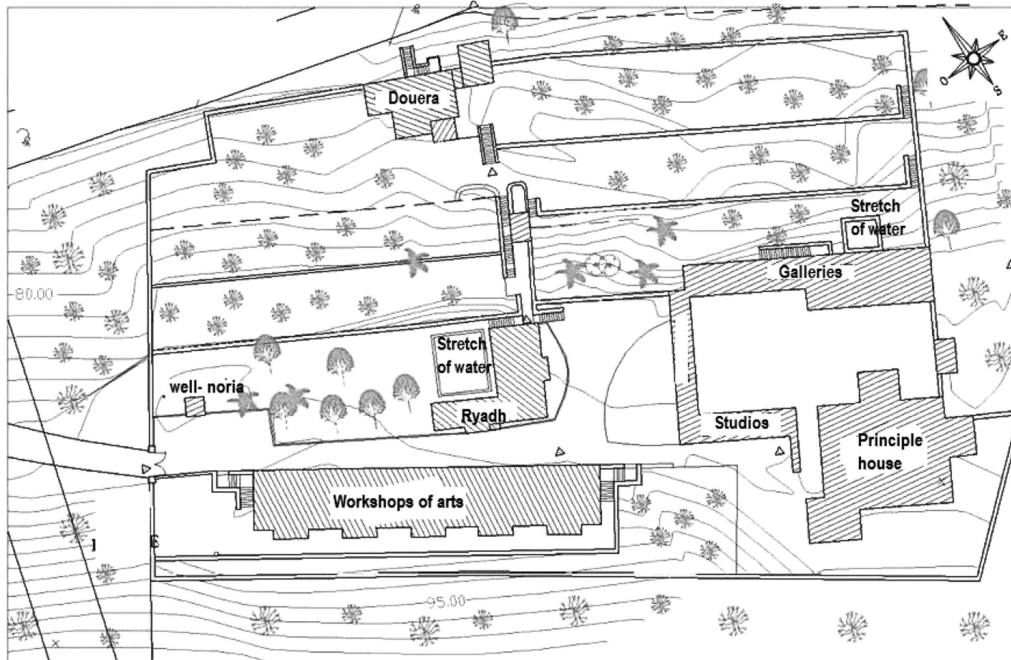 E
O
S
Douera
Stretch
of water
80.00
Galleries
Stretch
of water
well- noria
Ryadh
Studios
Principle
house
Workshops of arts
E
95.00